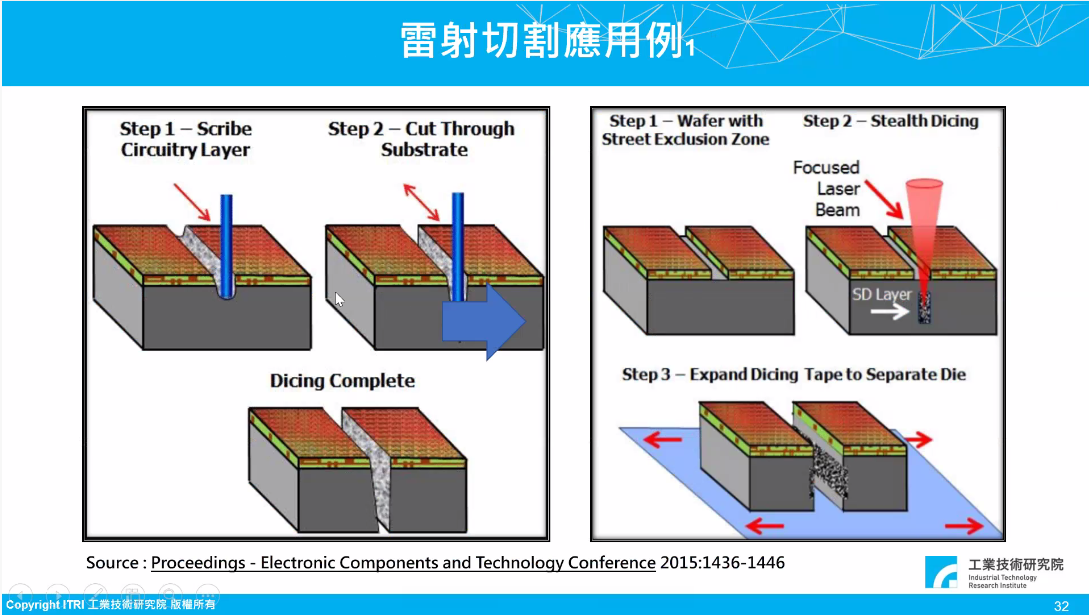 雷射切割應用例1
Step 1 – Scribe
Circuitry Layer
Step 2 – Cut Through
Substrate
Dicing Complete
Step 1 – Wafer with
Street Exclusion Zone
Step 2 – Stealth Dicing
Focused
Laser
Beam
SD Layer
Step 3 – Expand Dicing Tape to Separate Die
Source : Proceedings - Electronic Components and Technology Conference 2015:1436-1446
工業技術研究院
Industrial Technology
Research Institute
Copyright ITRI 工業技術研究院 版權所有
32